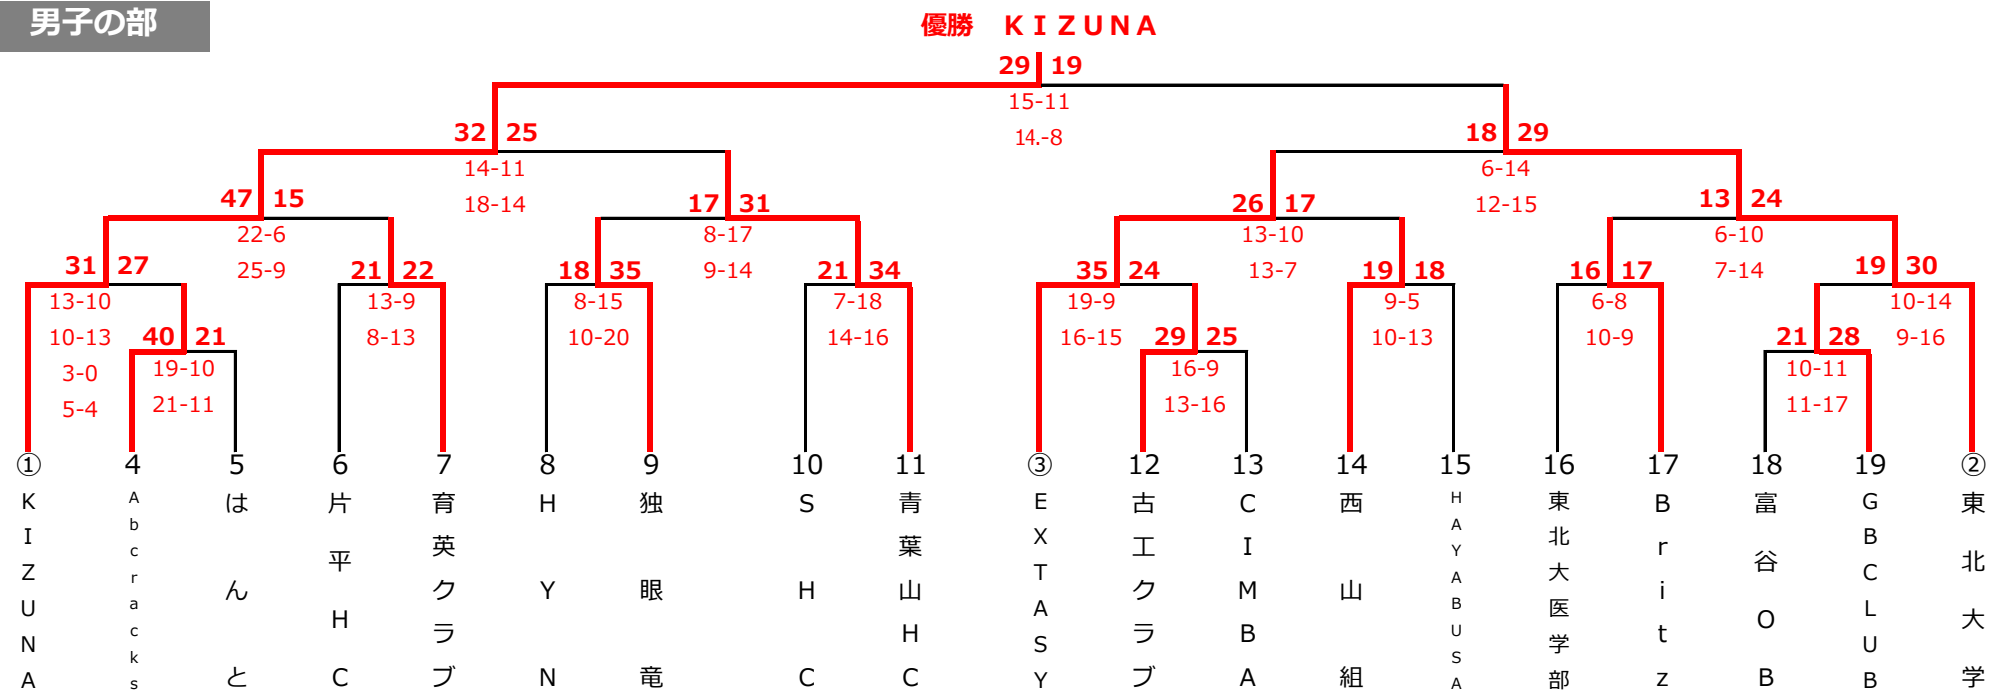 男子の部
優勝 ＫＩＺＵＮＡ
29 19
15-11
14.-8
32 25
14-11
18-14
18 29
6-14
12-15
47 15
22-6
25-9
17 31
8-17
9-14
26 17
13-10
13-7
13 24
6-10
7-14
31 27
13-10
10-13
3-0
5-4
21 22
13-9
8-13
18 35
8-15
10-20
21 34
7-18
14-16
35 24
19-9
16-15
19 18
9-5
10-13
16 17
6-8
10-9
19 30
10-14
9-16
40 21
19-10
21-11
29 25
16-9
13-16
21 28
10-11
11-17
① 4 5 6 7 8 9 10 11 ③ 12 13 14 15 16 17 18 19 ②
KIZUNA
Abcracks
はんと
片平HC
育英クラブ
HYN
独眼竜
SHC
青葉山HC
EXTASY
古工クラブ
CIMBA
西山組
HAYABUSA
東北大医学部
Britz
富谷OB
GBCLUB
東北大学